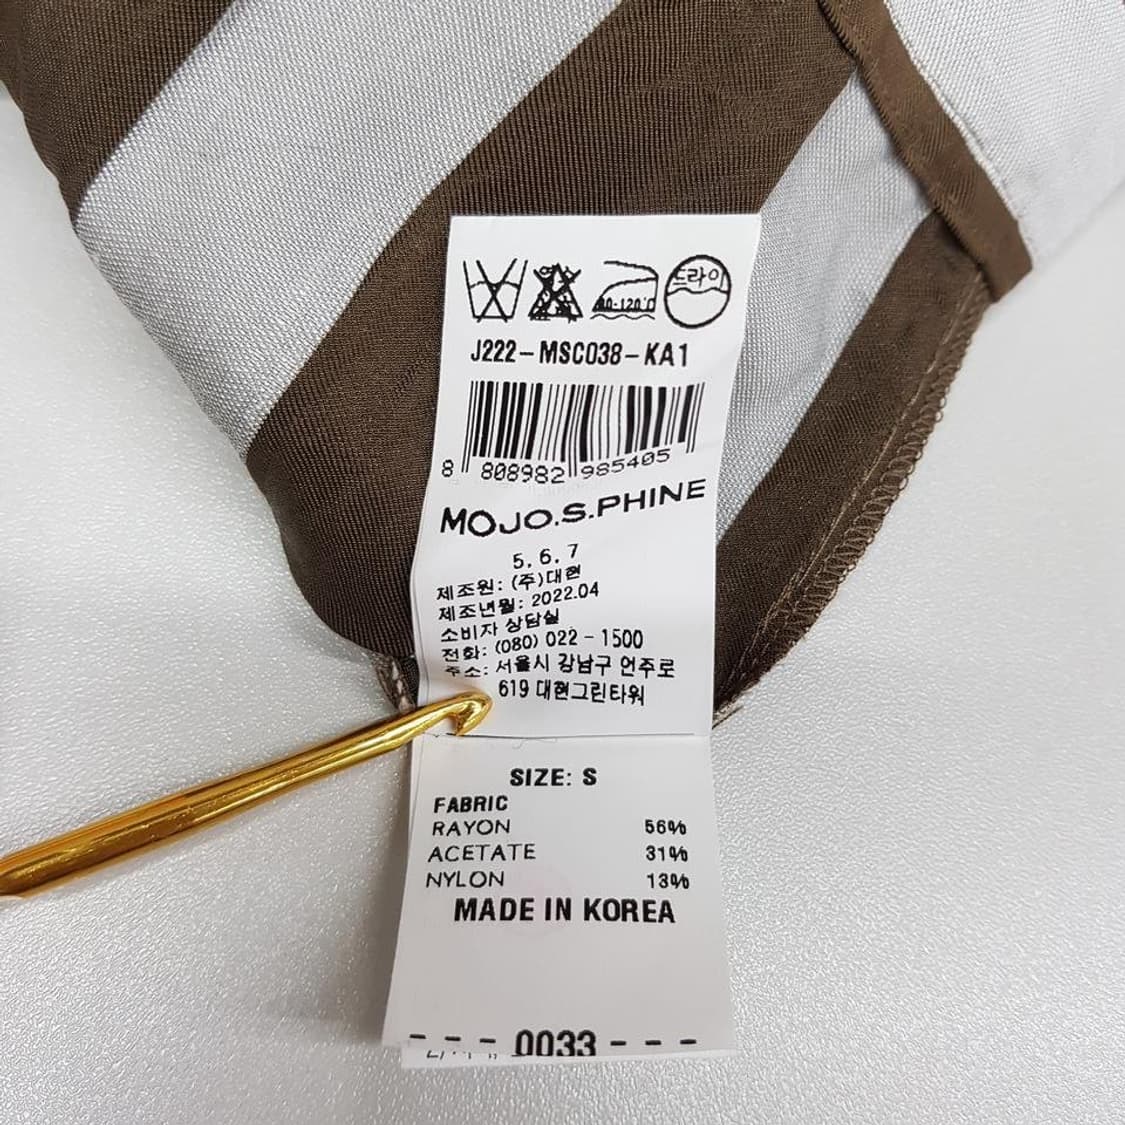 드라이
80-120℃
J222-MSC038-KA1
8 808982 985405
MOJO.S.PHINE
5, 6, 7
제조원: (주)대현
제조년월: 2022.04
소비자 상담실
전화: (080) 022-1500
주소: 서울시 강남구 언주로
619 대현그린타워
SIZE: S
FABRIC
RAYON 56%
ACETATE 31%
NYLON 13%
MADE IN KOREA
--- 0033 ---